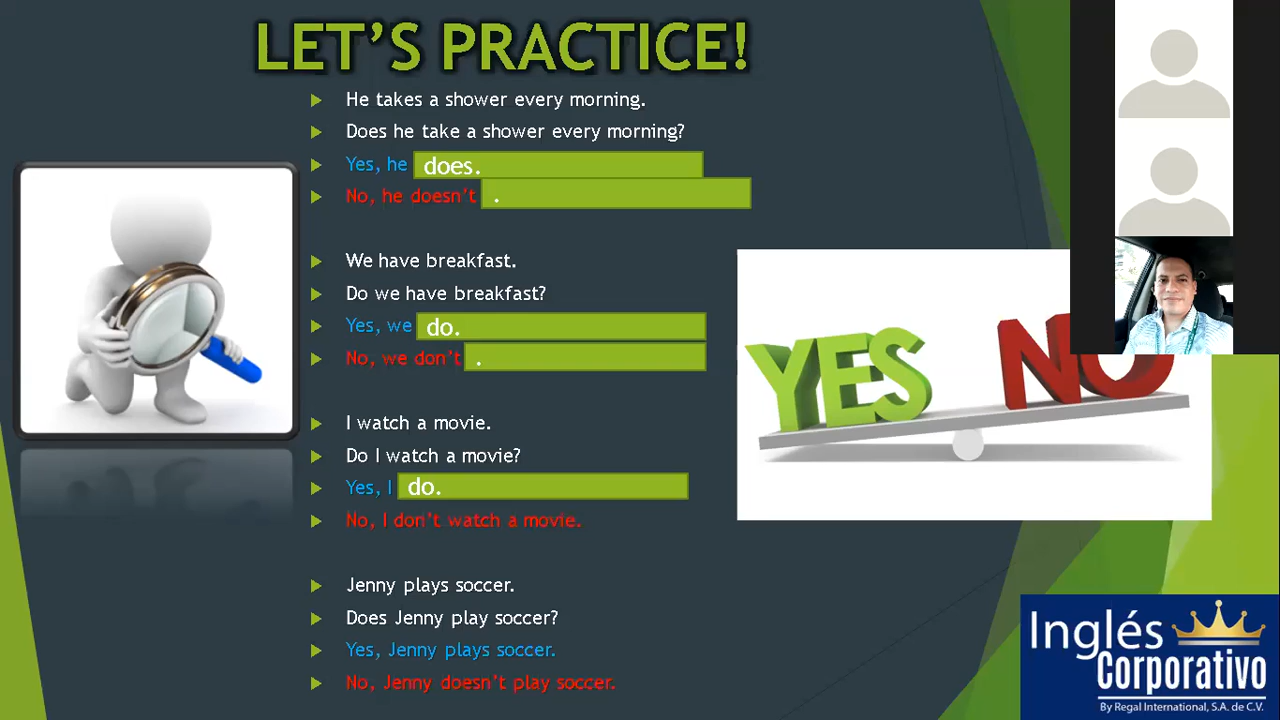 LET'S PRACTICE!
He takes a shower every morning.
Does he take a shower every morning?
Yes, he does.
No, he doesn't .
We have breakfast.
Do we have breakfast?
Yes, we do.
No, we don't .
I watch a movie.
Do I watch a movie?
Yes, I do.
No, I don't watch a movie.
Jenny plays soccer.
Does Jenny play soccer?
Yes, Jenny plays soccer.
No, Jenny doesn't play soccer.
YES NO
Inglés
Corporativo
By Regal International, S.A. de C.V.